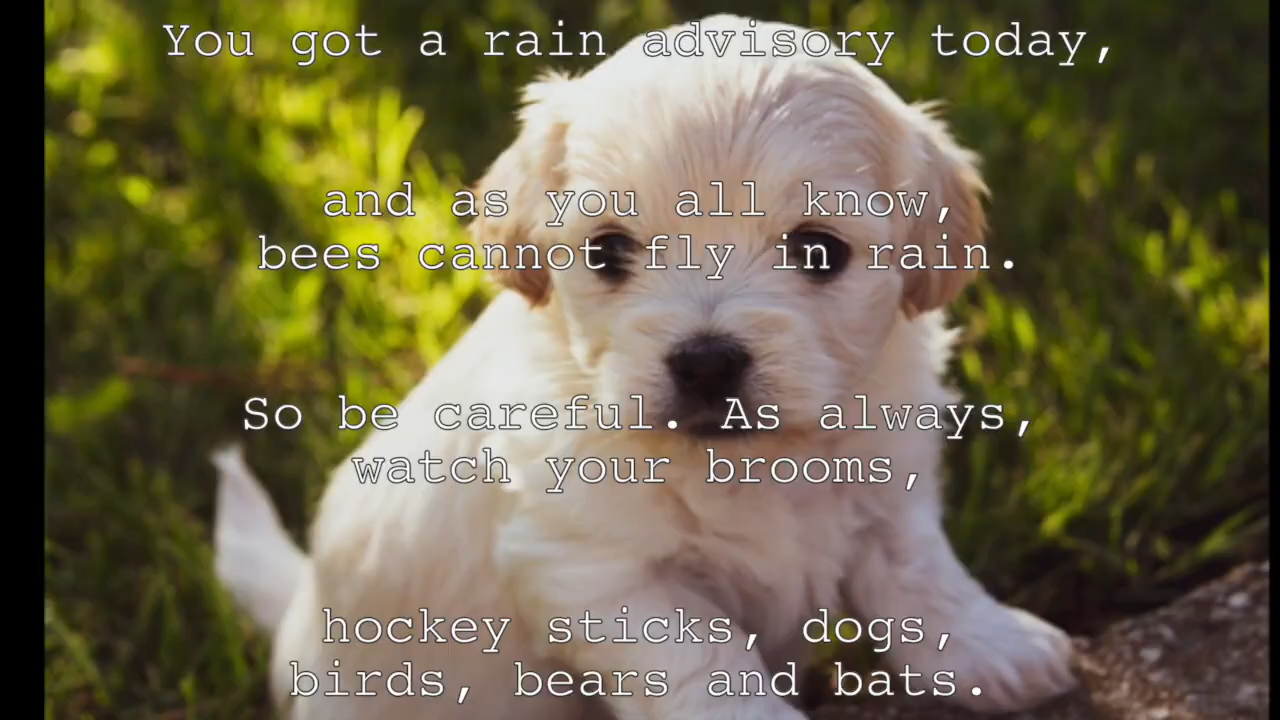 You got a rain advisory today,
and as you all know,
bees cannot fly in rain.
So be careful. As always,
watch your brooms,
hockey sticks, dogs,
birds, bears and bats.